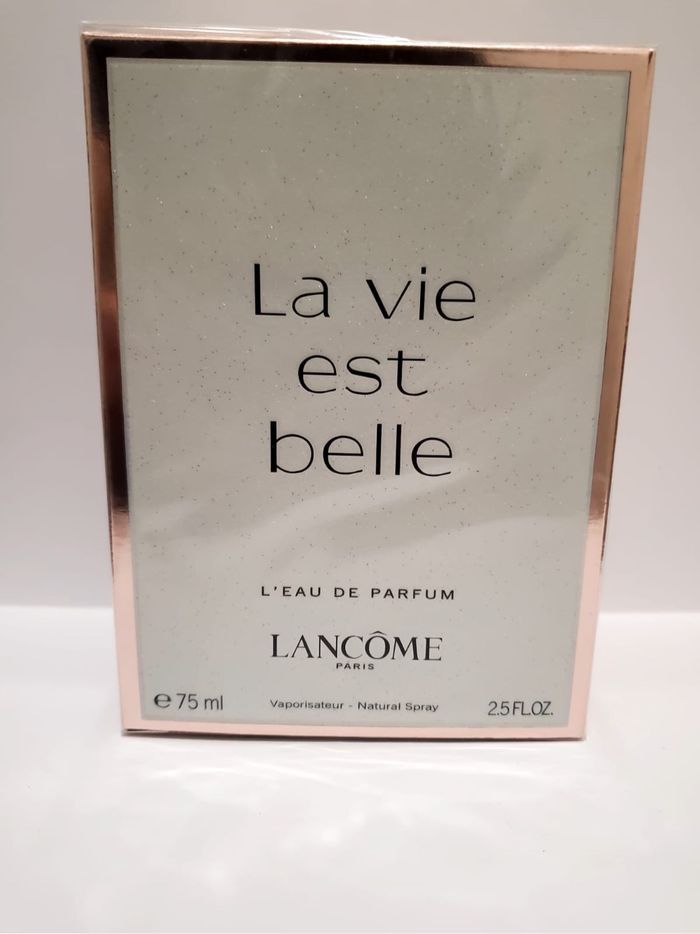 La vie
est
belle
L'EAU DE PARFUM
LANCÔME
PARIS
℮ 75 ml Vaporisateur - Natural Spray 2.5 FL.OZ.